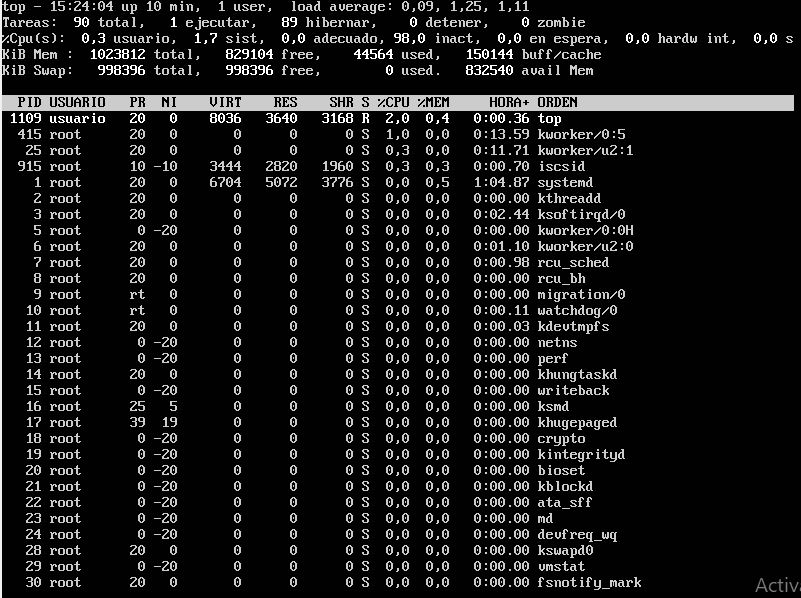 top - 15:24:04 up 10 min,  1 user,  load average: 0,09, 1,25, 1,11
Tareas:  90 total,   1 ejecutar,  89 hibernar,   0 detener,   0 zombie
%Cpu(s):  0,3 usuario,  1,7 sist,  0,0 adecuado, 98,0 inact,  0,0 en espera,  0,0 hardw int,  0,0 s
KiB Mem :  1023812 total,   829104 free,    44564 used,   150144 buff/cache
KiB Swap:   998396 total,   998396 free,        0 used.   832540 avail Mem
PID USUARIO   PR  NI    VIRT    RES    SHR S %CPU %MEM     HORA+ ORDEN
1109 usuario   20   0    8036   3640   3168 R  2,0  0,4   0:00.36 top
415 root      20   0       0      0      0 S  1,0  0,0   0:13.59 kworker/0:5
25 root      20   0       0      0      0 S  0,3  0,0   0:11.71 kworker/u2:1
915 root      10 -10    3444   2820   1960 S  0,3  0,3   0:00.70 iscsid
1 root      20   0    6704   5072   3776 S  0,0  0,5   1:04.87 systemd
2 root      20   0       0      0      0 S  0,0  0,0   0:00.00 kthreadd
3 root      20   0       0      0      0 S  0,0  0,0   0:02.44 ksoftirqd/0
5 root       0 -20       0      0      0 S  0,0  0,0   0:00.00 kworker/0:0H
6 root      20   0       0      0      0 S  0,0  0,0   0:01.10 kworker/u2:0
7 root      20   0       0      0      0 S  0,0  0,0   0:00.98 rcu_sched
8 root      20   0       0      0      0 S  0,0  0,0   0:00.00 rcu_bh
9 root      rt   0       0      0      0 S  0,0  0,0   0:00.00 migration/0
10 root      rt   0       0      0      0 S  0,0  0,0   0:00.11 watchdog/0
11 root      20   0       0      0      0 S  0,0  0,0   0:00.03 kdevtmpfs
12 root       0 -20       0      0      0 S  0,0  0,0   0:00.00 netns
13 root       0 -20       0      0      0 S  0,0  0,0   0:00.00 perf
14 root      20   0       0      0      0 S  0,0  0,0   0:00.00 khungtaskd
15 root       0 -20       0      0      0 S  0,0  0,0   0:00.00 writeback
16 root      25   5       0      0      0 S  0,0  0,0   0:00.00 ksmd
17 root      39  19       0      0      0 S  0,0  0,0   0:00.00 khugepaged
18 root       0 -20       0      0      0 S  0,0  0,0   0:00.00 crypto
19 root       0 -20       0      0      0 S  0,0  0,0   0:00.00 kintegrityd
20 root       0 -20       0      0      0 S  0,0  0,0   0:00.00 bioset
21 root       0 -20       0      0      0 S  0,0  0,0   0:00.00 kblockd
22 root       0 -20       0      0      0 S  0,0  0,0   0:00.00 ata_sff
23 root       0 -20       0      0      0 S  0,0  0,0   0:00.00 md
24 root       0 -20       0      0      0 S  0,0  0,0   0:00.00 devfreq_wq
28 root      20   0       0      0      0 S  0,0  0,0   0:00.00 kswapd0
29 root       0 -20       0      0      0 S  0,0  0,0   0:00.00 vmstat
30 root      20   0       0      0      0 S  0,0  0,0   0:00.00 fsnotify_mark
Activ